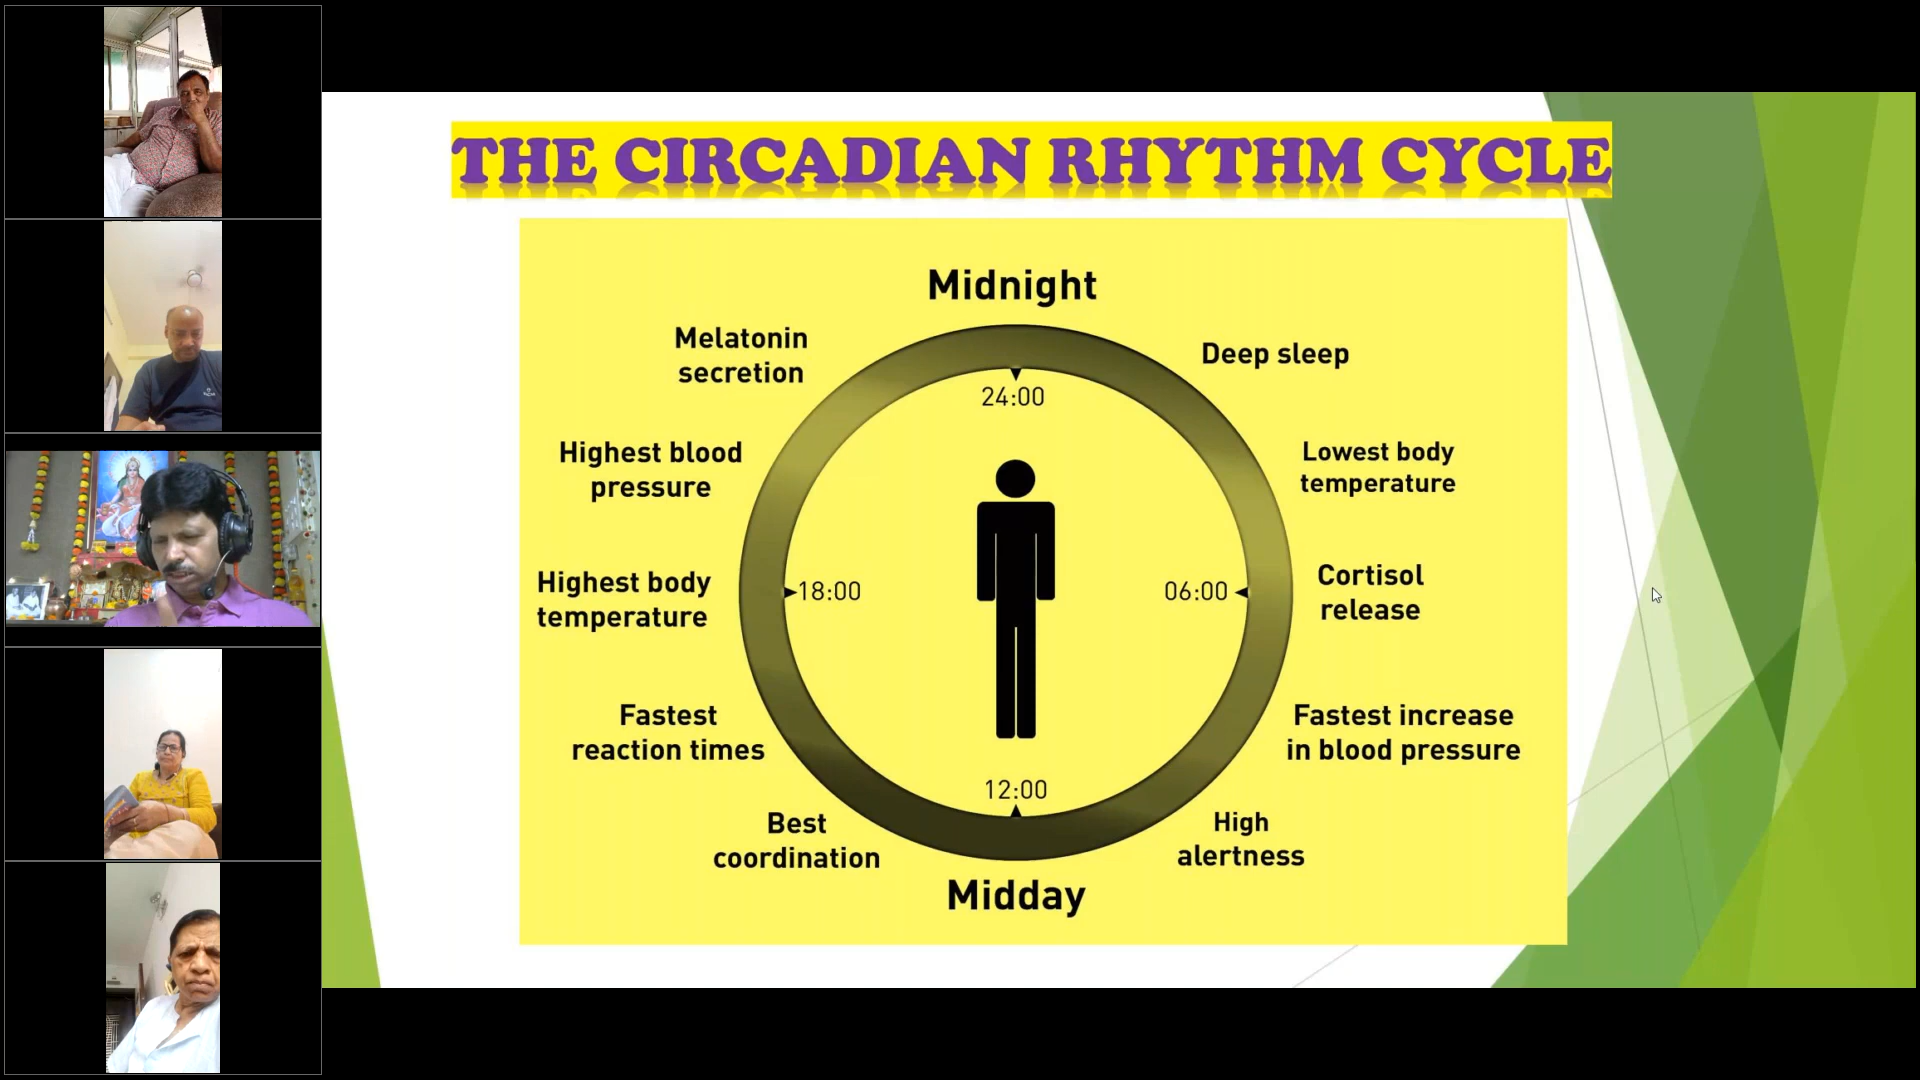 THE CIRCADIAN RHYTHM CYCLE
Midnight
Melatonin
secretion
Deep sleep
24:00
Highest blood
pressure
Lowest body
temperature
Highest body
temperature
18:00
06:00
Cortisol
release
Fastest
reaction times
Fastest increase
in blood pressure
12:00
Best
coordination
High
alertness
Midday